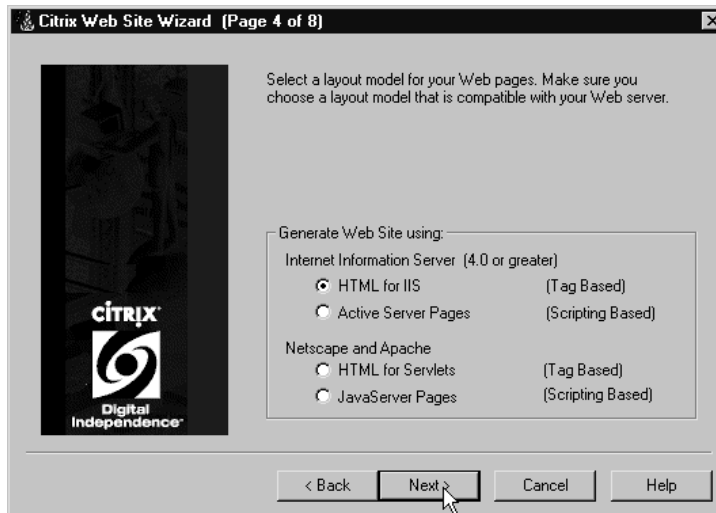 Citrix Web Site Wizard (Page 4 of 8)
Select a layout model for your Web pages. Make sure you
choose a layout model that is compatible with your Web server.
Generate Web Site using:
Internet Information Server (4.0 or greater)
HTML for IIS (Tag Based)
Active Server Pages (Scripting Based)
Netscape and Apache
HTML for Servlets (Tag Based)
JavaServer Pages (Scripting Based)
CITRIX
Digital
Independence
< Back Next > Cancel Help